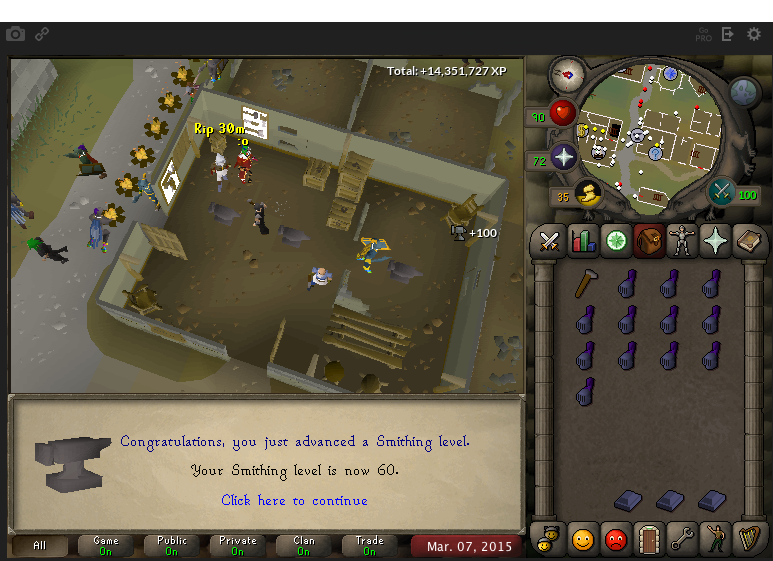 Go
PRO
Total: +14,351,727 XP
Rip 30m
:o
+100
90
72
35
100
Congratulations, you just advanced a Smithing level.
Your Smithing level is now 60.
Click here to continue
All
Game
On
Public
On
Private
On
Clan
On
Trade
On
Mar. 07, 2015